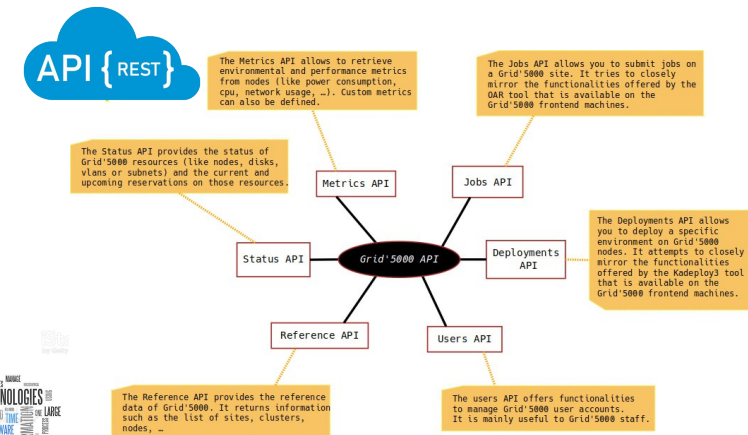 API { REST }
The Metrics API allows to retrieve
environmental and performance metrics
from nodes (like power consumption,
cpu, network usage, …). Custom metrics
can also be defined.
The Jobs API allows you to submit jobs on
a Grid'5000 site. It tries to closely
mirror the functionalities offered by the
OAR tool that is available on the
Grid'5000 frontend machines.
The Status API provides the status of
Grid'5000 resources (like nodes, disks,
vlans or subnets) and the current and
upcoming reservations on those resources.
Metrics API
Jobs API
The Deployments API allows
you to deploy a specific
environment on Grid'5000
nodes. It attempts to closely
mirror the functionalities
offered by the Kadeploy3 tool
that is available on the
Grid'5000 frontend machines.
Status API
Grid'5000 API
Deployments
API
Reference API
Users API
The Reference API provides the reference
data of Grid'5000. It returns information
such as the list of sites, clusters,
nodes, …
The users API offers functionalities
to manage Grid'5000 user accounts.
It is mainly useful to Grid'5000 staff.
MANAGE
NOLOGIES
TIME
ONE LARGE
WARE
PROCESS